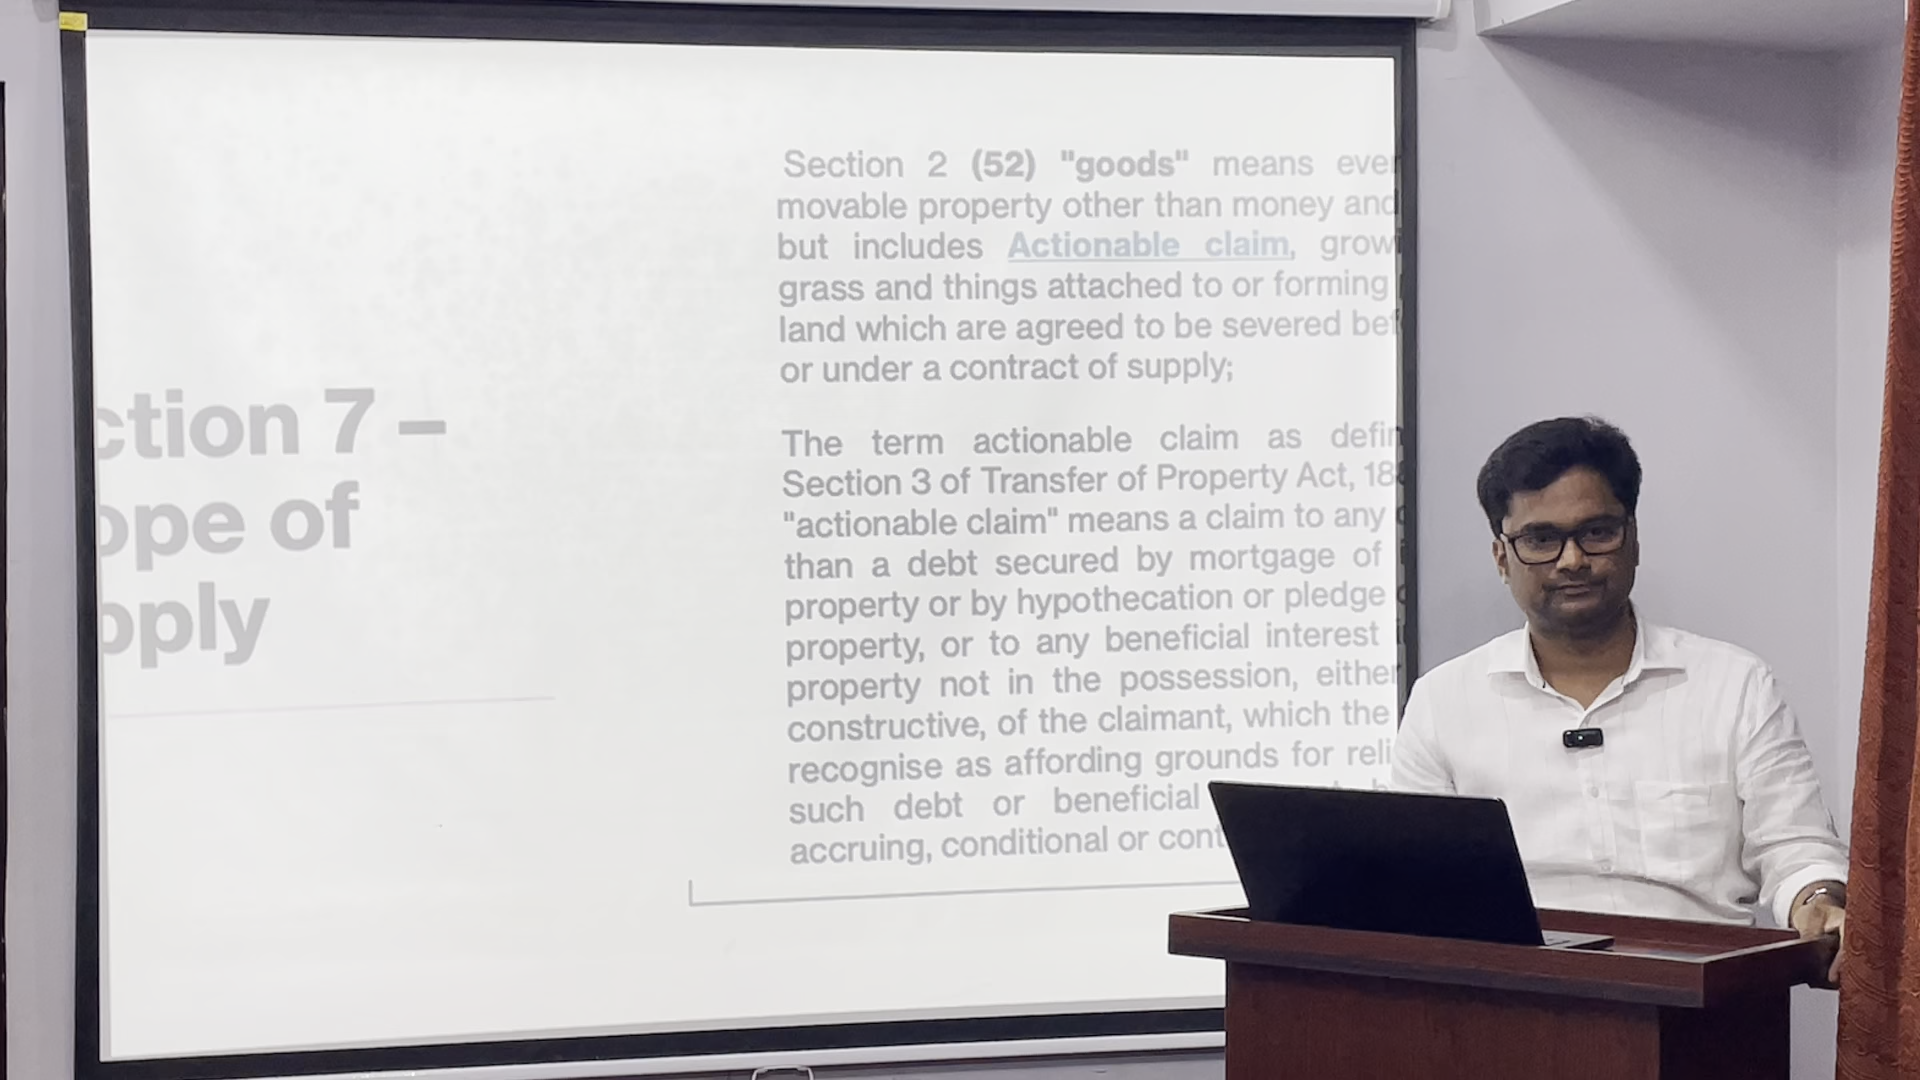 ction 7 –
ope of
pply
Section 2 (52) "goods" means ever
movable property other than money and
but includes Actionable claim, grow
grass and things attached to or forming
land which are agreed to be severed bef
or under a contract of supply;
The term actionable claim as defin
Section 3 of Transfer of Property Act, 18
"actionable claim" means a claim to any
than a debt secured by mortgage of
property or by hypothecation or pledge
property, or to any beneficial interest
property not in the possession, either
constructive, of the claimant, which the
recognise as affording grounds for reli
such debt or beneficial
accruing, conditional or cont